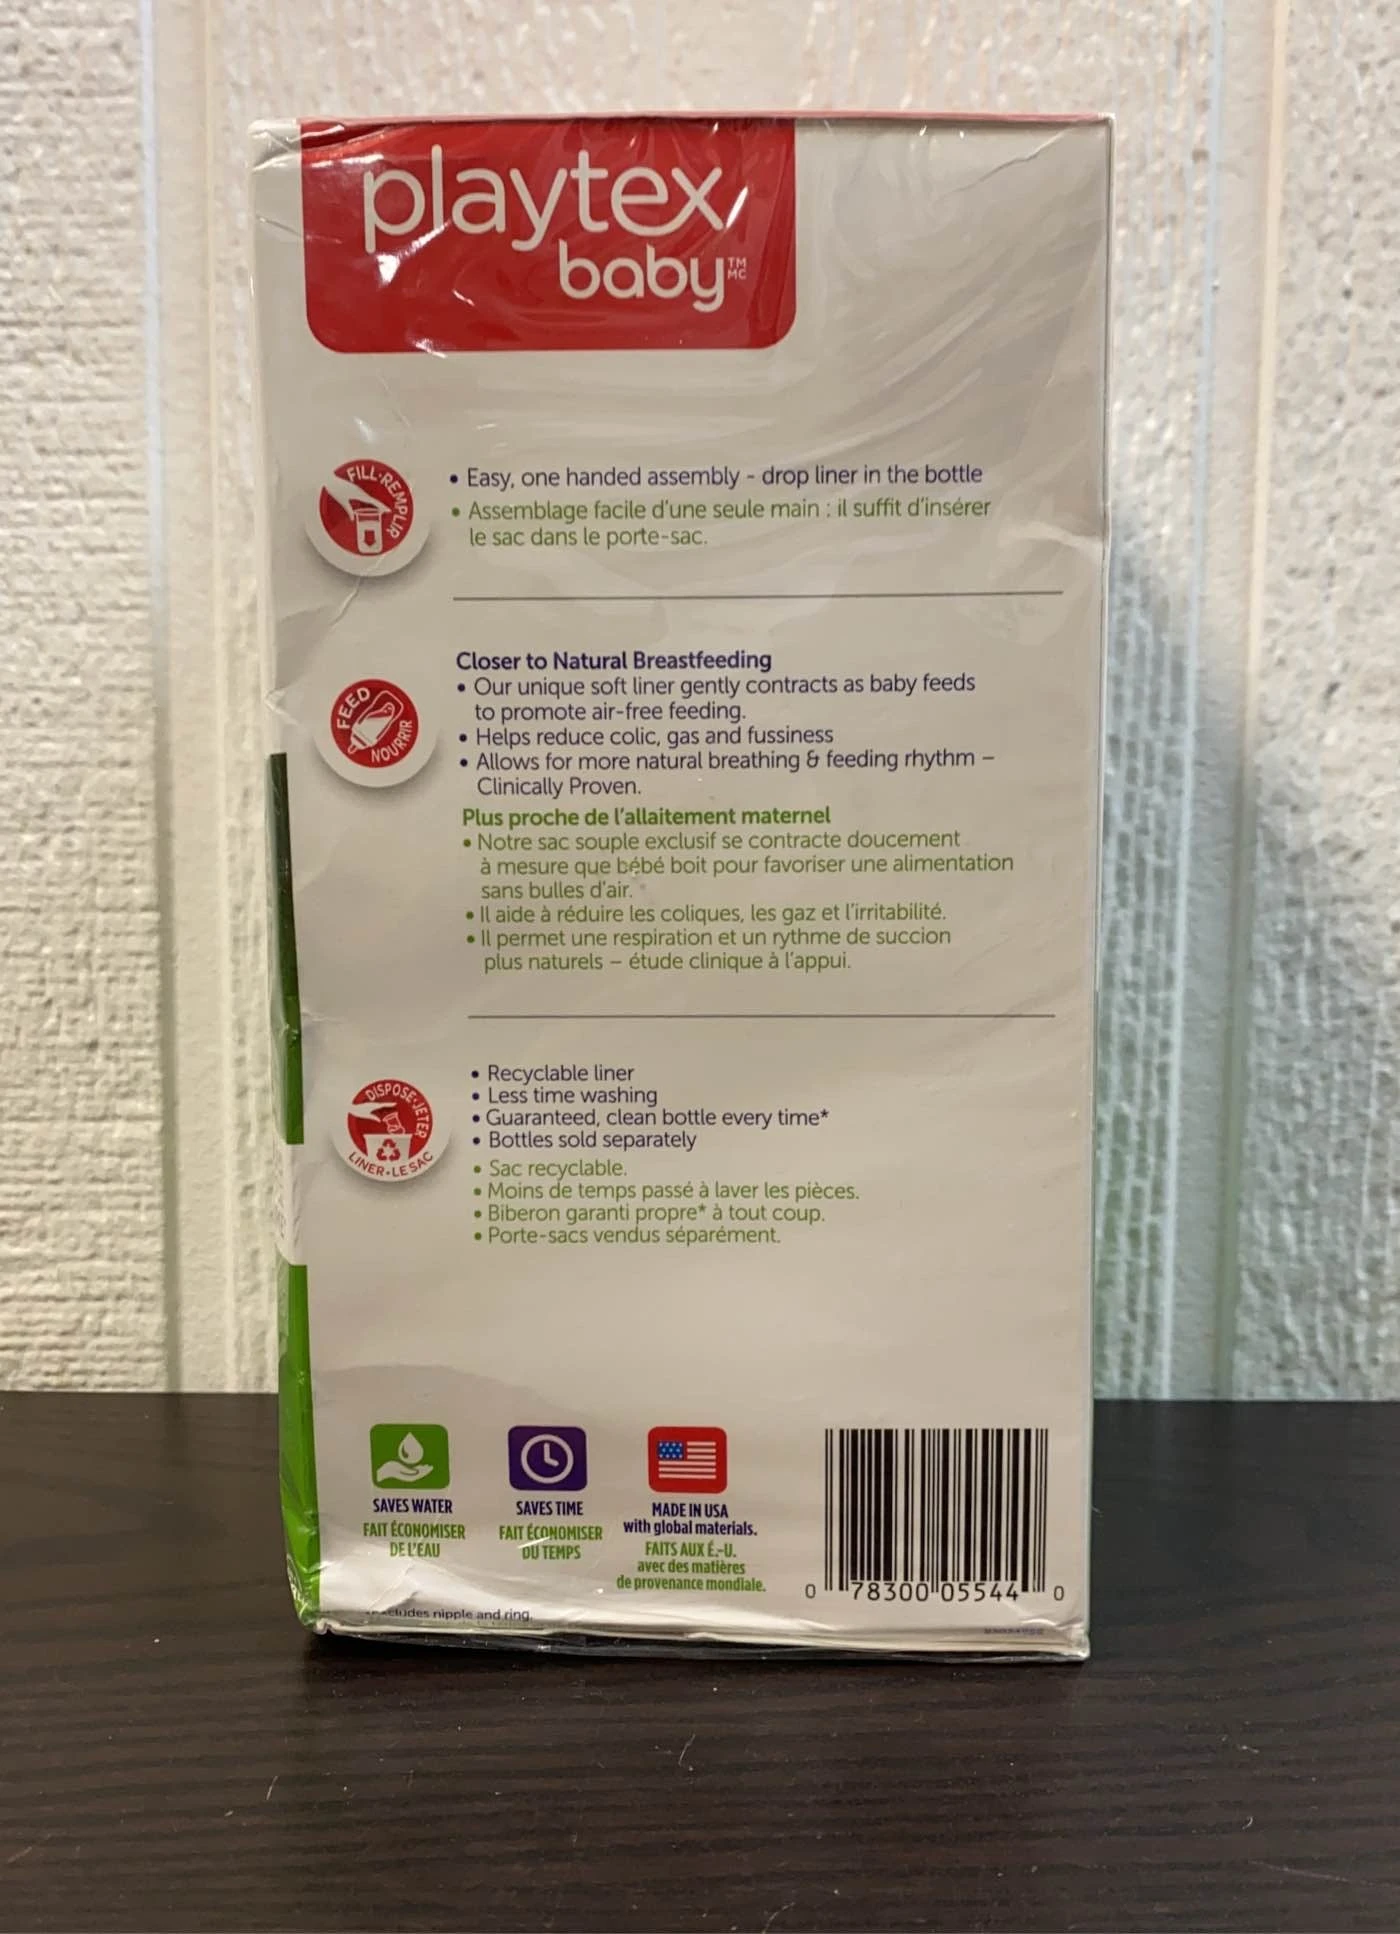 playtex
baby TM
MC
FILL•REMPLIR
• Easy, one handed assembly - drop liner in the bottle
• Assemblage facile d'une seule main : il suffit d'insérer
le sac dans le porte-sac.
FEED
NOURRIR
Closer to Natural Breastfeeding
• Our unique soft liner gently contracts as baby feeds
to promote air-free feeding.
• Helps reduce colic, gas and fussiness
• Allows for more natural breathing & feeding rhythm –
Clinically Proven.
Plus proche de l'allaitement maternel
• Notre sac souple exclusif se contracte doucement
à mesure que bébé boit pour favoriser une alimentation
sans bulles d'air.
• Il aide à réduire les coliques, les gaz et l'irritabilité.
• Il permet une respiration et un rythme de succion
plus naturels – étude clinique à l'appui.
DISPOSE•JETER
LINER•LE SAC
• Recyclable liner
• Less time washing
• Guaranteed, clean bottle every time*
• Bottles sold separately
• Sac recyclable.
• Moins de temps passé à laver les pièces.
• Biberon garanti propre* à tout coup.
• Porte-sacs vendus séparément.
SAVES WATER
FAIT ÉCONOMISER
DE L'EAU
SAVES TIME
FAIT ÉCONOMISER
DU TEMPS
MADE IN USA
with global materials.
FAITS AUX É.-U.
avec des matières
de provenance mondiale.
0 78300 05544 0
nipple and ring.